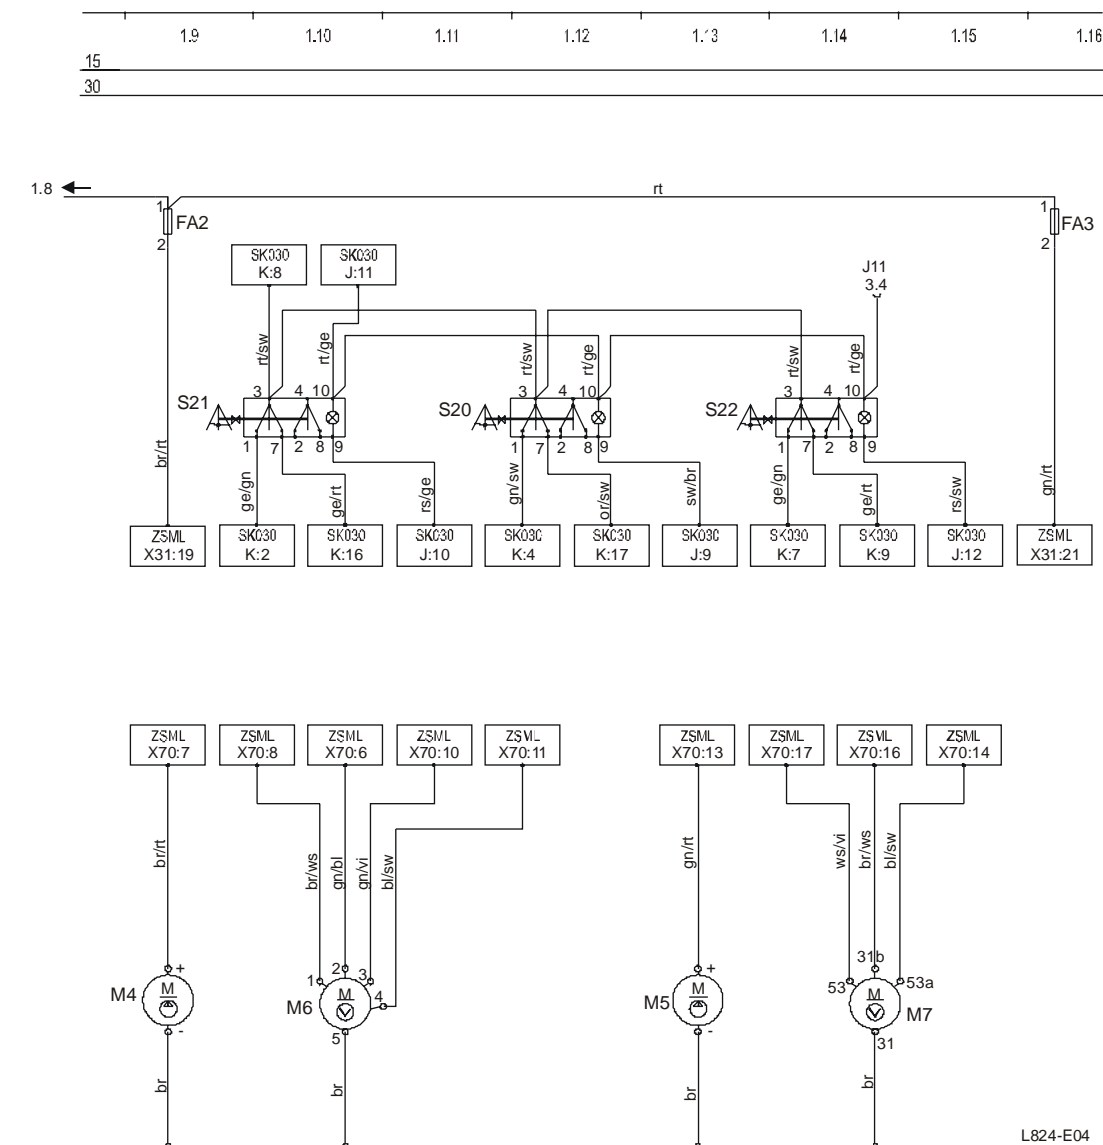 1.9 1.10 1.11 1.12 1.13 1.14 1.15 1.16
15
30
1.8 rt
1 FA2 1 FA3
2 2
SK030 SK030
K:8 J:11
J11
3.4
rt/sw rt/ge rt/sw rt/ge rt/sw rt/ge
S21 3 4 10 S20 3 4 10 S22 3 4 10
1 7 2 8 9 1 7 2 8 9 1 7 2 8 9
br/rt ge/gn ge/rt rs/ge gn/sw or/sw sw/br ge/gn ge/rt rs/sw gn/rt
ZSML SK030 SK030 SK030 SK030 SK030 SK030 SK030 SK030 SK030 ZSML
X31:19 K:2 K:16 J:10 K:4 K:17 J:9 K:7 K:9 J:12 X31:21
ZSML ZSML ZSML ZSML ZSML ZSML ZSML ZSML ZSML
X70:7 X70:8 X70:6 X70:10 X70:11 X70:13 X70:17 X70:16 X70:14
br/rt br/ws gn/bl gn/vi bl/sw gn/rt ws/vi br/ws bl/sw
+ 1 2 3 4 + 53 31b 53a
M4 M M6 M M5 M M M7
- 5 - 31
br br br br
L824-E04